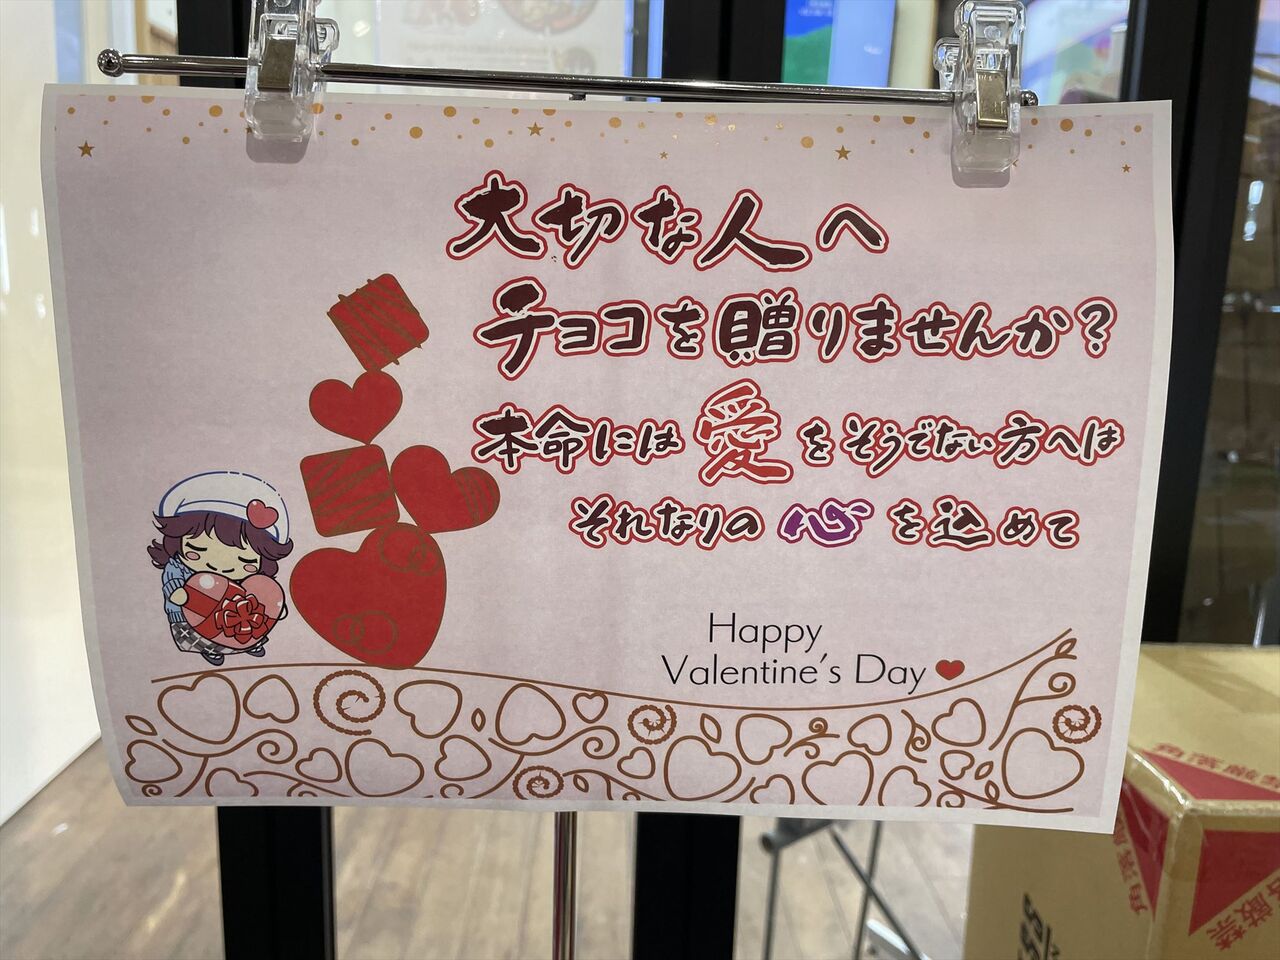 大切な人へ
チョコを贈りませんか?
本命には愛をそうでない方へは
それなりの心を込めて
Happy
Valentine's Day